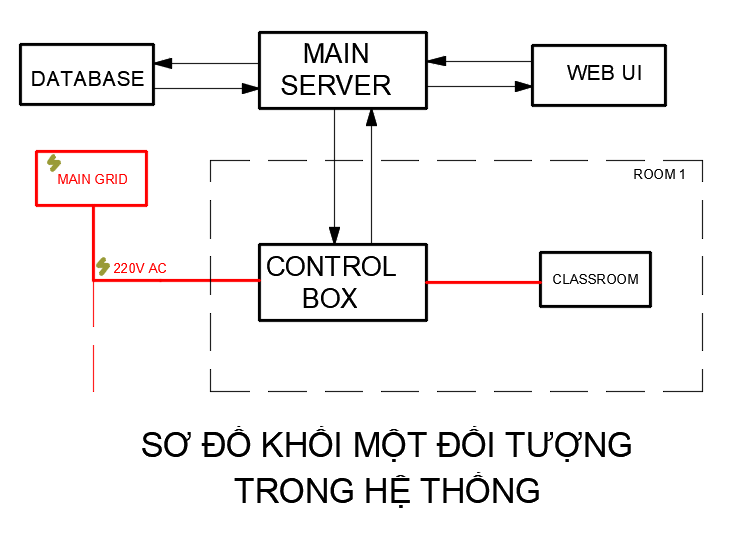 DATABASE
MAIN
SERVER
WEB UI
MAIN GRID
ROOM 1
220V AC
CONTROL
BOX
CLASSROOM
SƠ ĐỒ KHỐI MỘT ĐỐI TƯỢNG
TRONG HỆ THỐNG